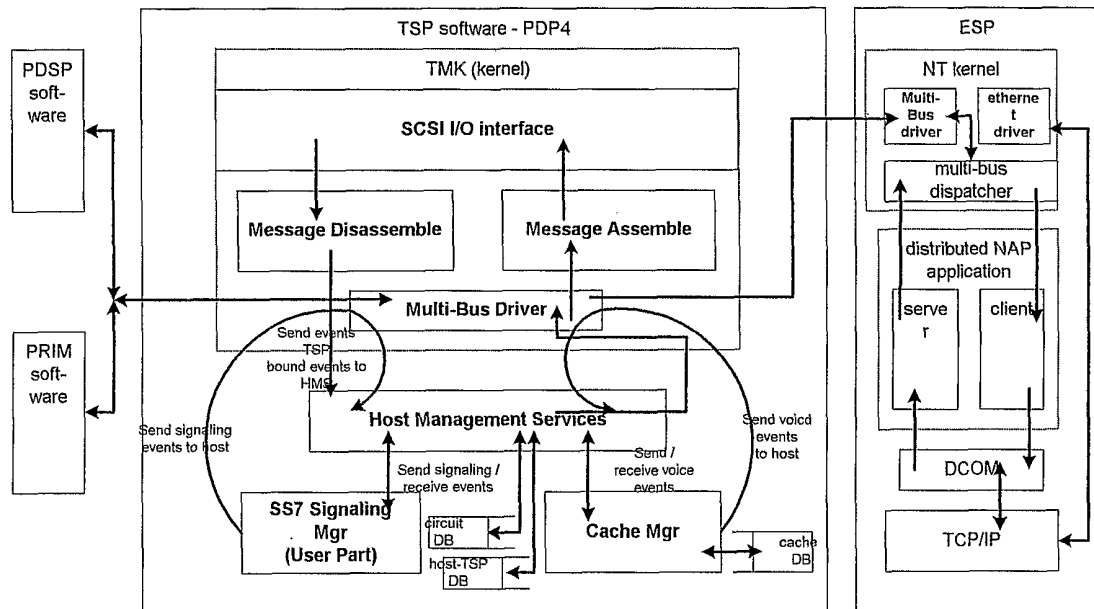 TSP software - PDP4
ESP
PDSP
soft-
ware
TMK (kernel)
NT kernel
SCSI I/O interface
Multi-
Bus
driver
etherne
t driver
multi-bus
dispatcher
Message Disassemble
Message Assemble
distributed NAP
application
serve
r
client
Multi-Bus Driver
PRIM
soft-
ware
Send events
TSP
bound events to
HMS
Host Management Services
Send signaling
events to host
Send voicd
events
to host
Send signaling /
receive events
Send /
receive voice
events
DCOM
SS7 Signaling
Mgr
(User Part)
circuit
DB
host-TSP
DB
Cache Mgr
cache
DB
TCP/IP